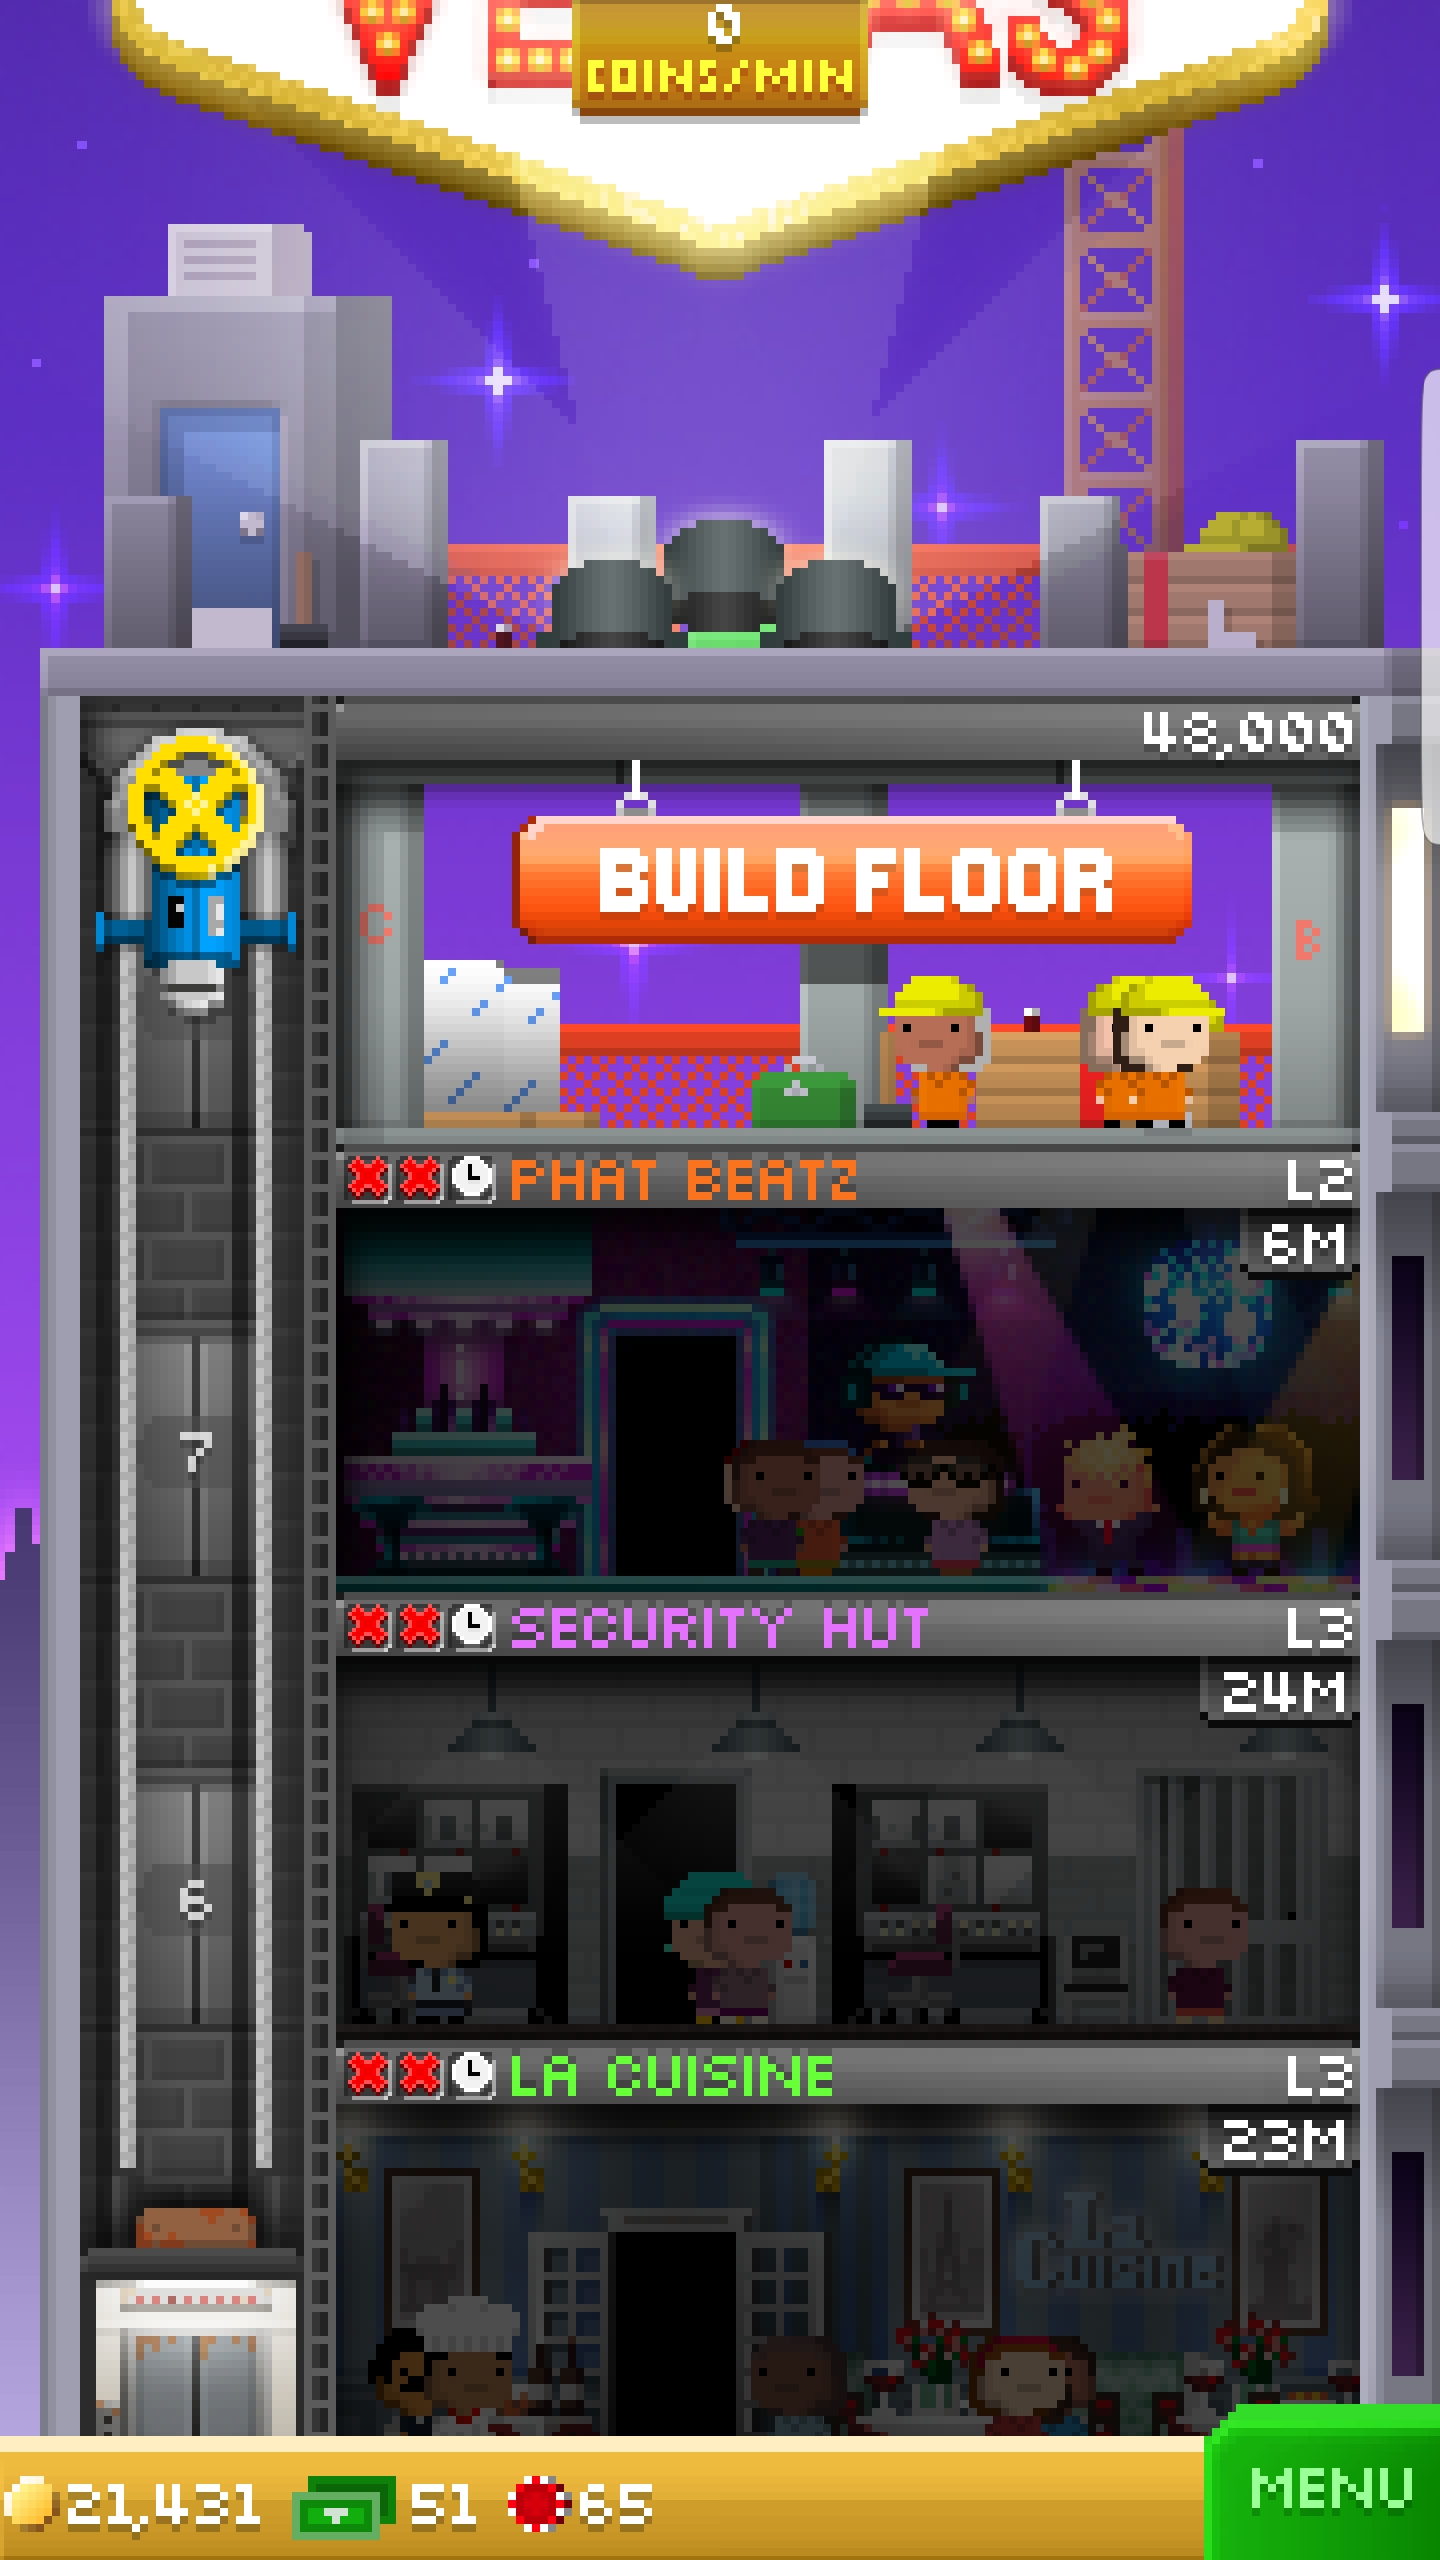 VEGAS
0
COINS/MIN
48,000
BUILD FLOOR
C
B
PHAT BEATZ L2
6M
7
SECURITY HUT L3
24M
6
LA CUISINE L3
23M
La
Cuisine
21,431 51 65
MENU